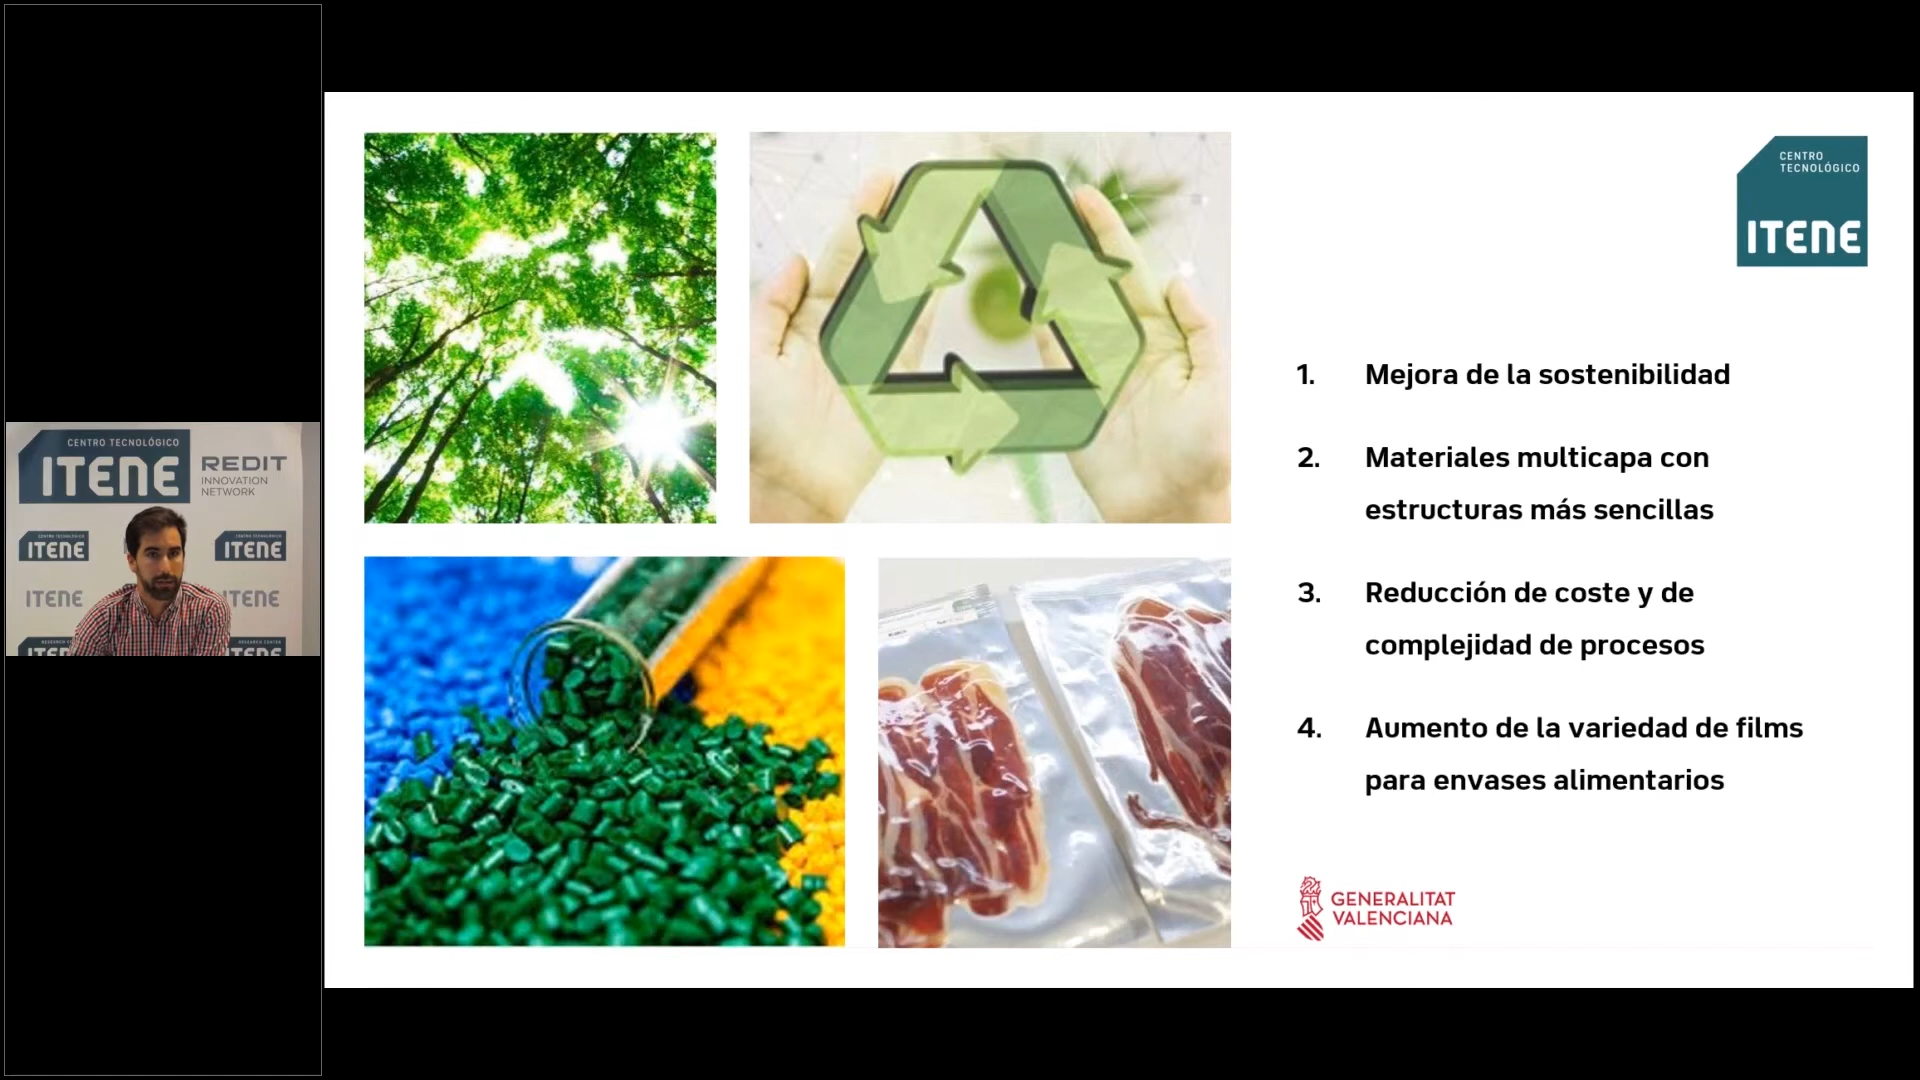 CENTRO TECNOLÓGICO
ITENE
REDIT
INNOVATION
NETWORK
ITENE
ITENE
ITENE
ITENE
ITENE
ITENE
CENTRO
TECNOLÓGICO
ITENE
1. Mejora de la sostenibilidad
2. Materiales multicapa con
estructuras más sencillas
3. Reducción de coste y de
complejidad de procesos
4. Aumento de la variedad de films
para envases alimentarios
GENERALITAT
VALENCIANA